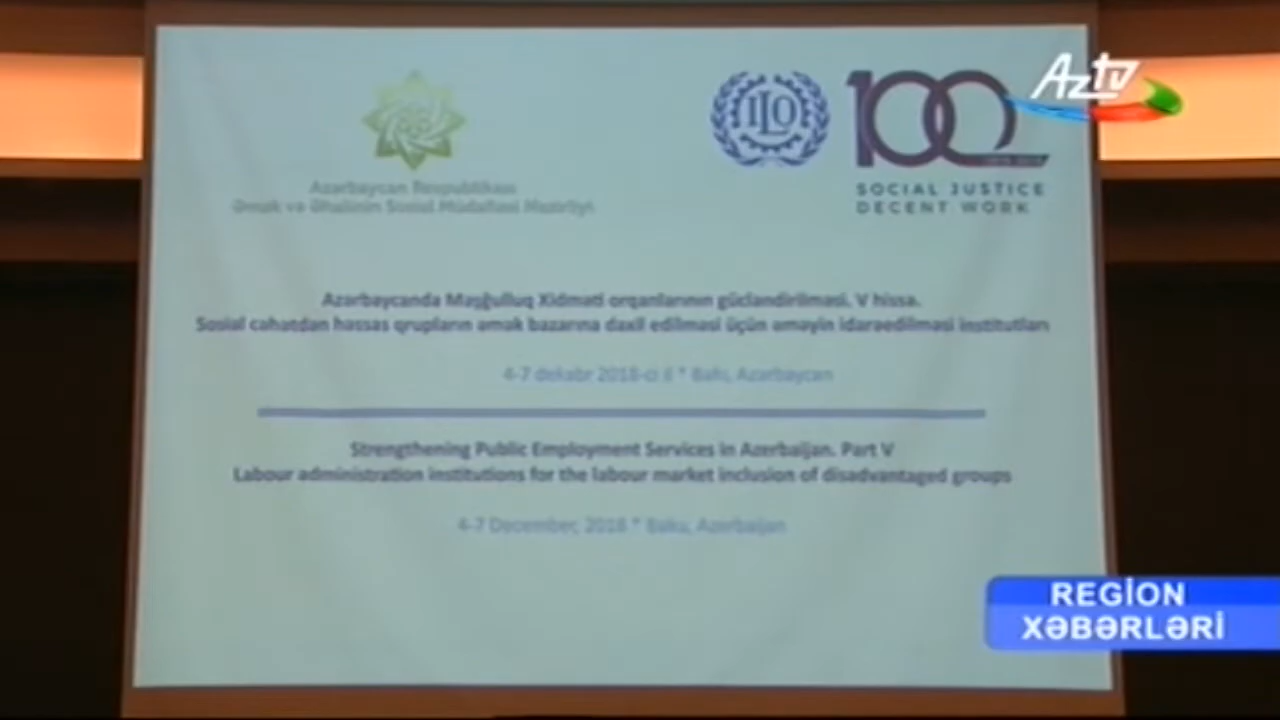 Aztv
ILO
100
SOCIAL JUSTICE
DECENT WORK
Azərbaycan Respublikası
Əmək və Əhalinin Sosial Müdafiəsi Nazirliyi
Azərbaycanda Məşğulluq Xidməti orqanlarının gücləndirilməsi. V hissə.
Sosial cəhətdən həssas qrupların əmək bazarına daxil edilməsi üçün əməyin idarəedilməsi institutları
4-7 dekabr 2018-ci il * Bakı, Azərbaycan
Strengthening Public Employment Services in Azerbaijan. Part V
Labour administration institutions for the labour market inclusion of disadvantaged groups
4-7 December, 2018 * Baku, Azerbaijan
REGİON
XƏBƏRLƏRİ